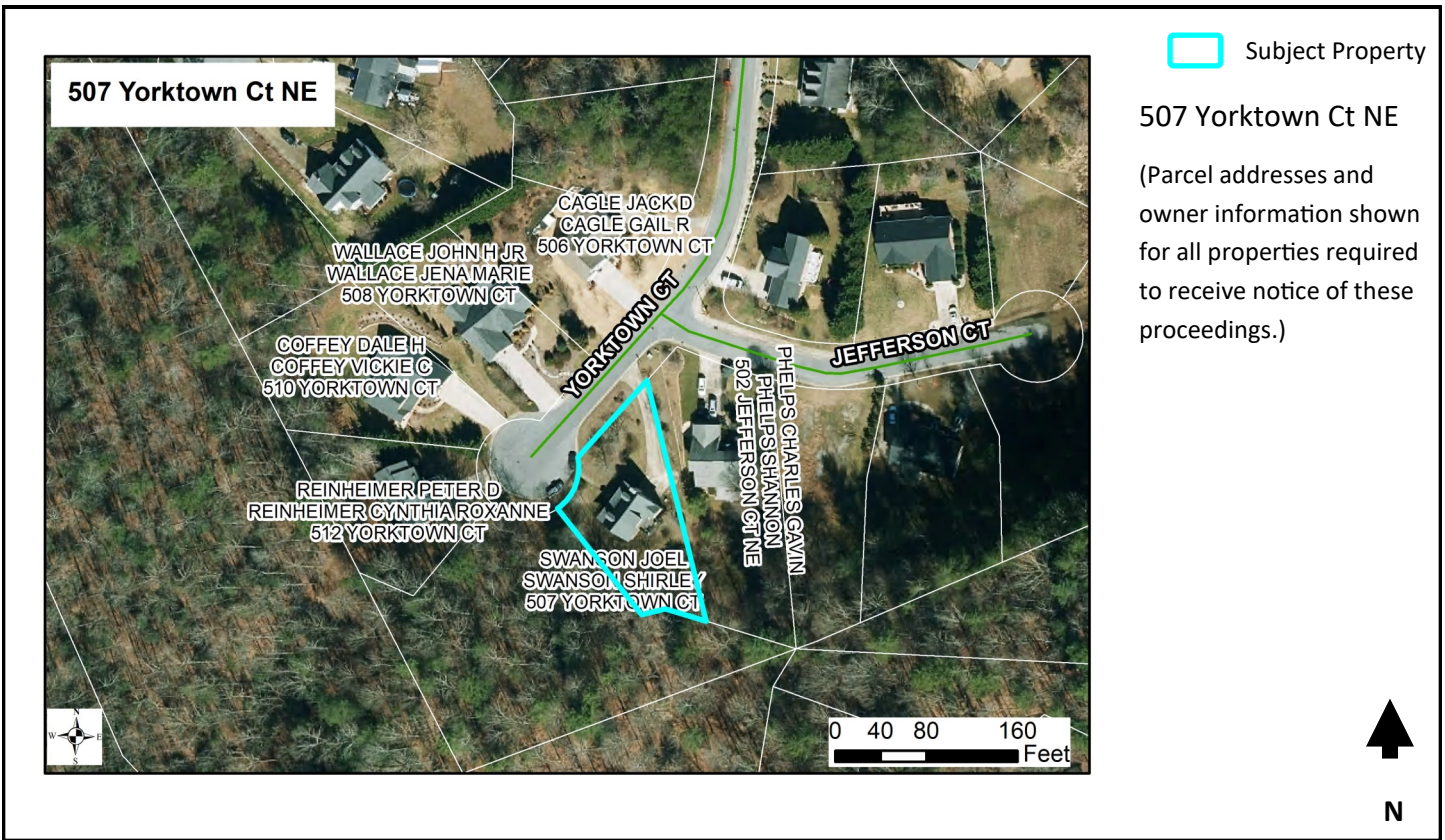 507 Yorktown Ct NE
CAGLE JACK D
CAGLE GAIL R
506 YORKTOWN CT
WALLACE JOHN H JR
WALLACE JENA MARIE
508 YORKTOWN CT
COFFEY DALE H
COFFEY VICKIE C
510 YORKTOWN CT
YORKTOWN CT
JEFFERSON CT
PHELPS CHARLES GAVIN
PHELPS SHANNON
502 JEFFERSON CT NE
REINHEIMER PETER D
REINHEIMER CYNTHIA ROXANNE
512 YORKTOWN CT
SWANSON JOEL
SWANSON SHIRLEY
507 YORKTOWN CT
N
W E
S
0 40 80 160
Feet
Subject Property
507 Yorktown Ct NE
(Parcel addresses and
owner information shown
for all properties required
to receive notice of these
proceedings.)
N